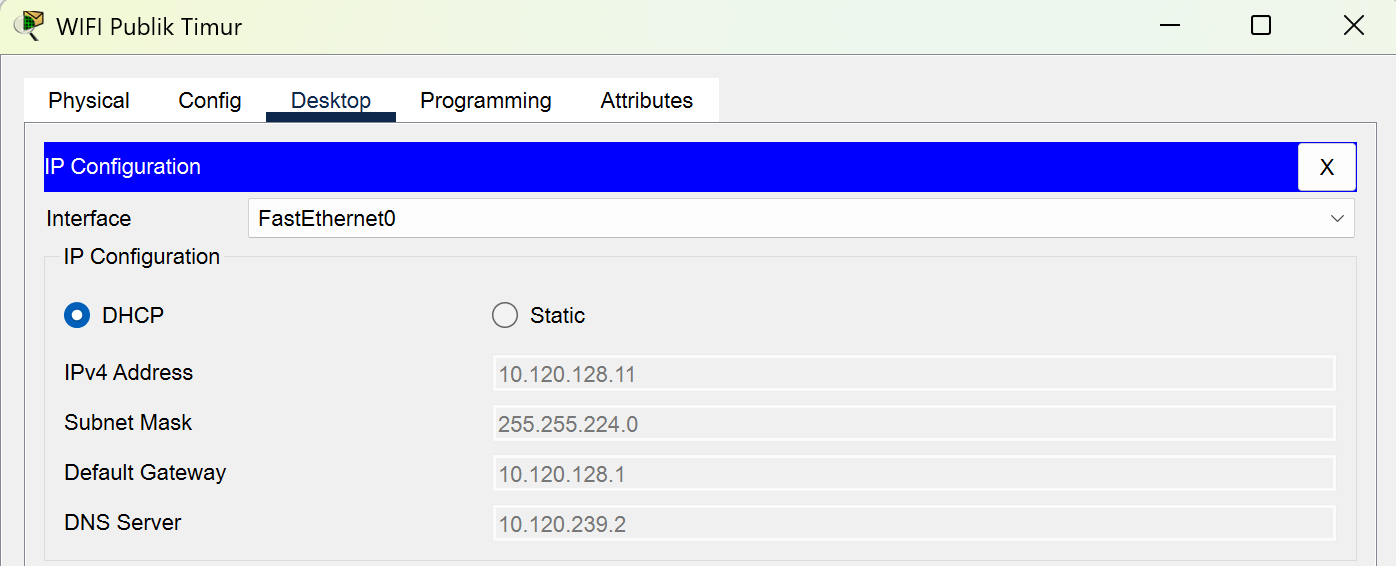 WIFI Publik Timur
Physical Config Desktop Programming Attributes
IP Configuration X
Interface FastEthernet0
IP Configuration
DHCP Static
IPv4 Address 10.120.128.11
Subnet Mask 255.255.224.0
Default Gateway 10.120.128.1
DNS Server 10.120.239.2